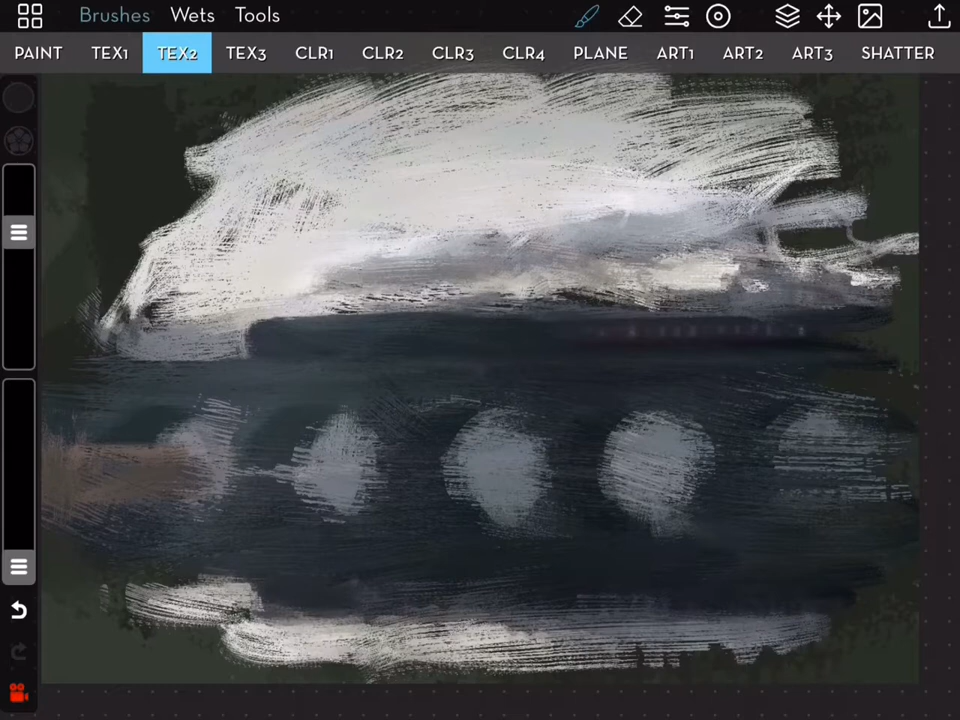 Brushes Wets Tools
PAINT TEX1 TEX2 TEX3 CLR1 CLR2 CLR3 CLR4 PLANE ART1 ART2 ART3 SHATTER